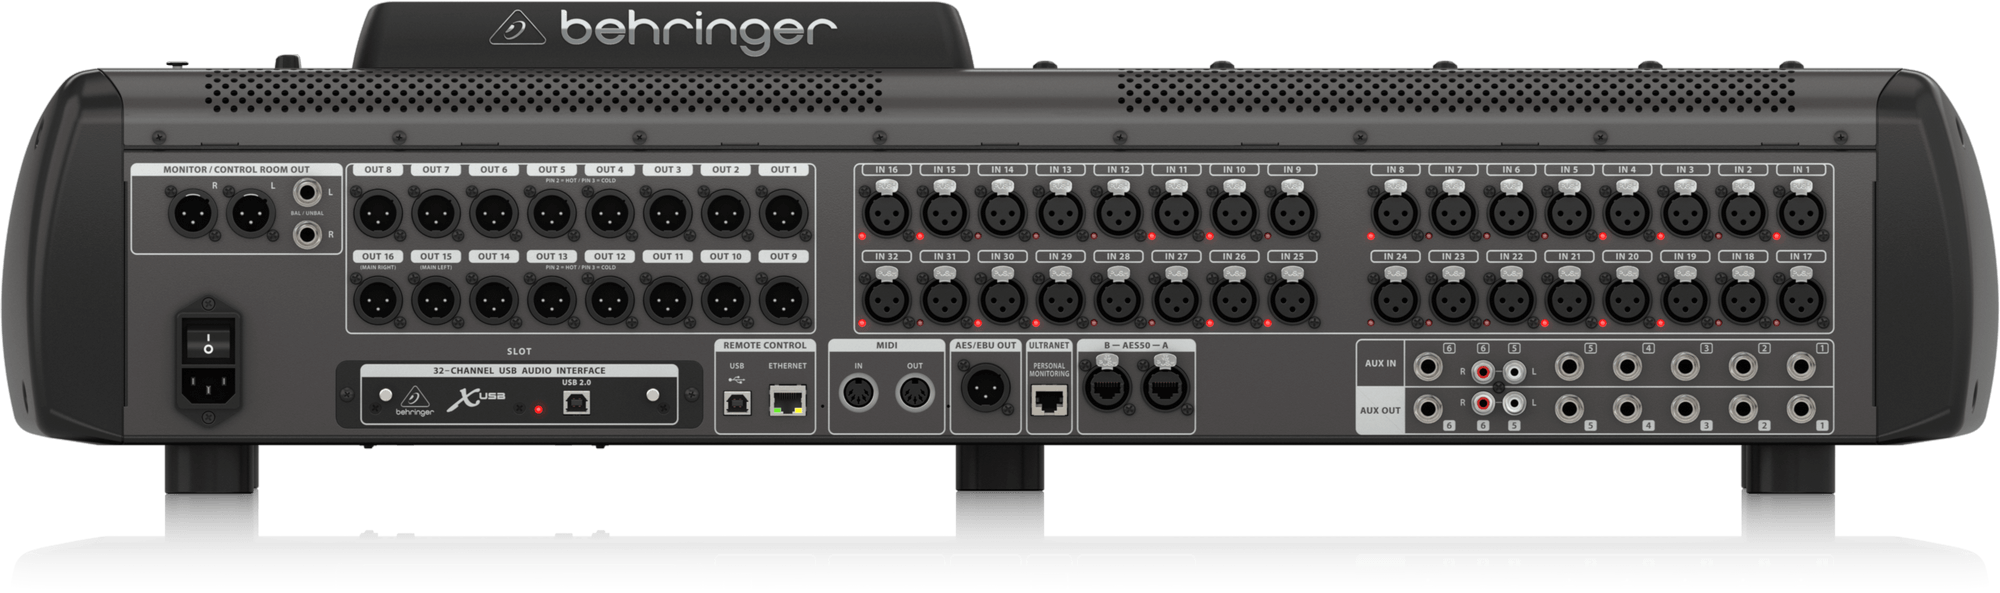 behringer
MONITOR / CONTROL ROOM OUT
R L L
BAL / UNBAL
R
OUT 8 OUT 7 OUT 6 OUT 5 OUT 4 OUT 3 OUT 2 OUT 1
PIN 2 = HOT / PIN 3 = COLD
OUT 16 OUT 15 OUT 14 OUT 13 OUT 12 OUT 11 OUT 10 OUT 9
(MAIN RIGHT) (MAIN LEFT) PIN 2 = HOT / PIN 3 = COLD
IN 16 IN 15 IN 14 IN 13 IN 12 IN 11 IN 10 IN 9 IN 8 IN 7 IN 6 IN 5 IN 4 IN 3 IN 2 IN 1
IN 32 IN 31 IN 30 IN 29 IN 28 IN 27 IN 26 IN 25 IN 24 IN 23 IN 22 IN 21 IN 20 IN 19 IN 18 IN 17
I
O
SLOT
32-CHANNEL USB AUDIO INTERFACE
USB 2.0
behringer
X USB
REMOTE CONTROL
USB ETHERNET
MIDI
IN OUT
AES/EBU OUT
ULTRANET
PERSONAL
MONITORING
B — AES50 — A
6 6 5 5 4 3 2 1
AUX IN R L
AUX OUT R L
6 6 5 5 4 3 2 1